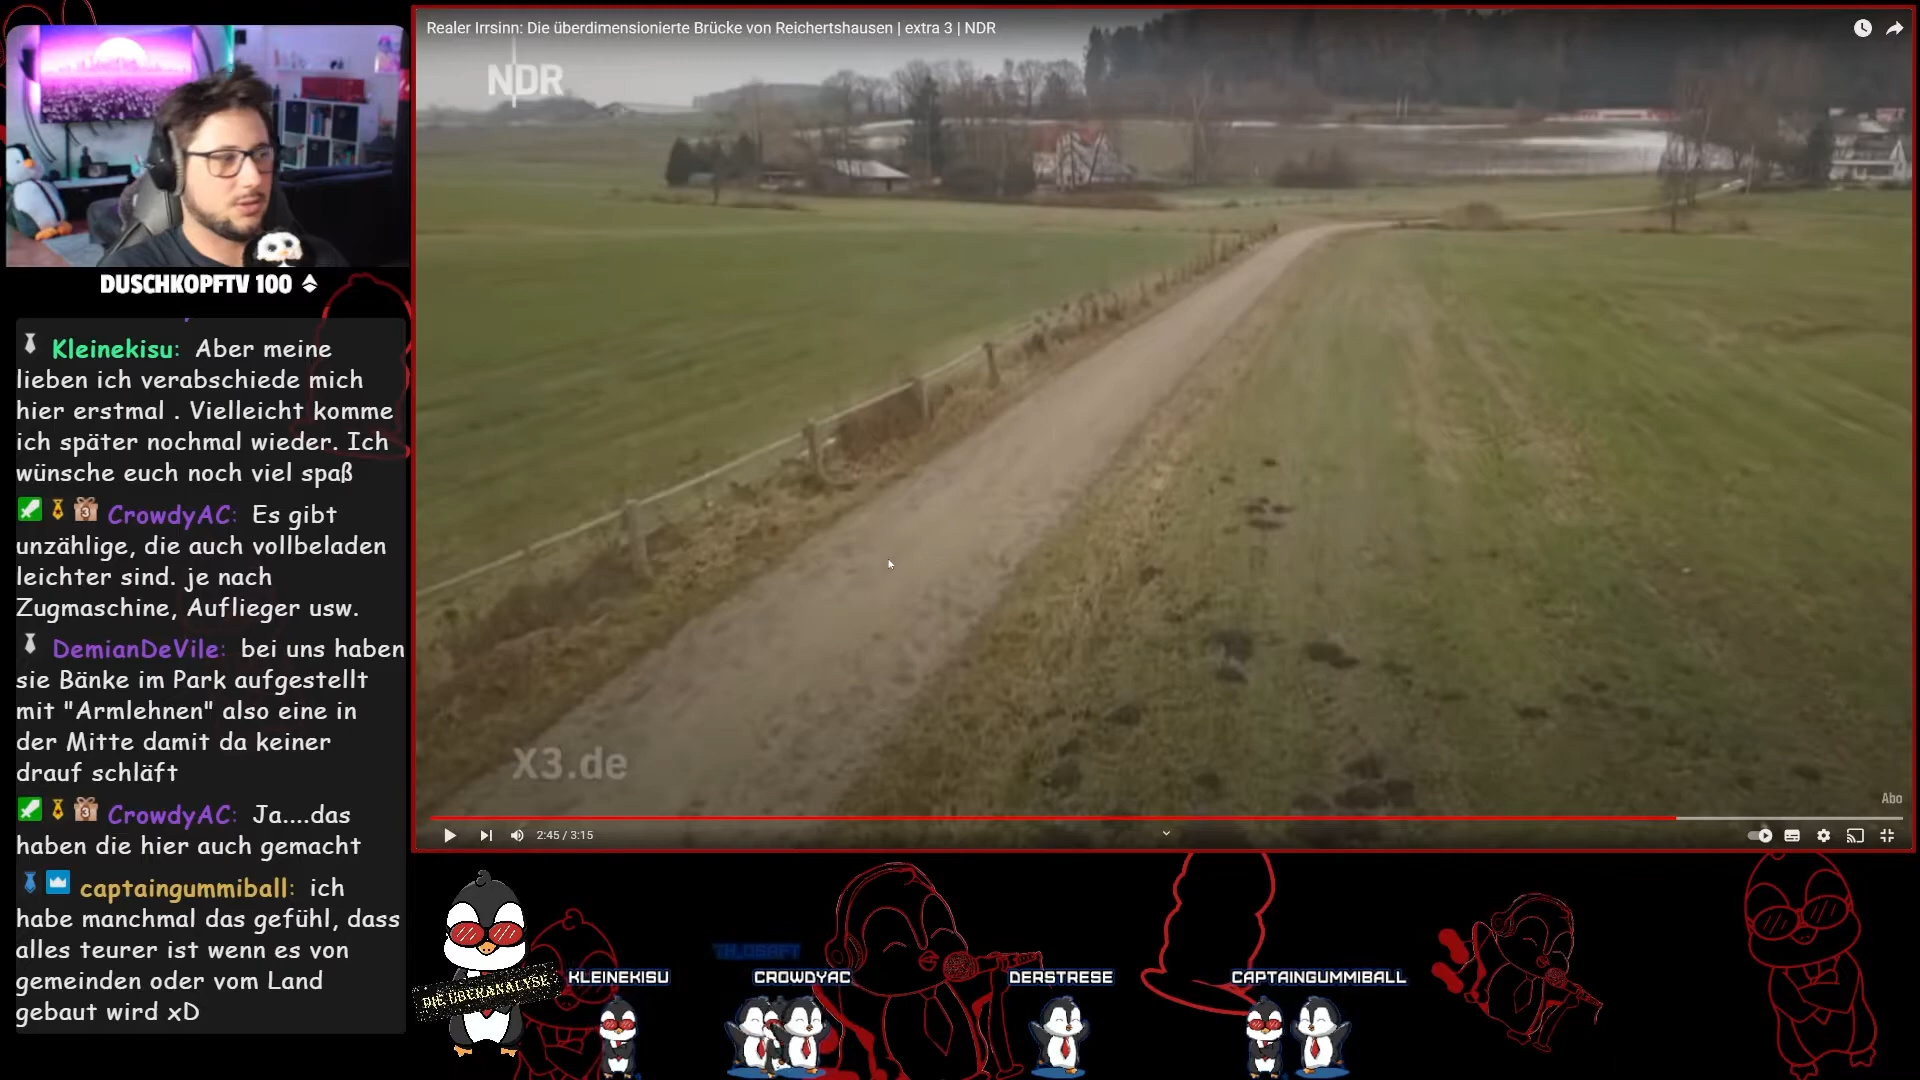 Realer Irrsinn: Die überdimensionierte Brücke von Reichertshausen | extra 3 | NDR
NDR
DUSCHKOPFTV 100
Kleinekisu: Aber meine
lieben ich verabschiede mich
hier erstmal . Vielleicht komme
ich später nochmal wieder. Ich
wünsche euch noch viel spaß
3 CrowdyAC: Es gibt
unzählige, die auch vollbeladen
leichter sind. je nach
Zugmaschine, Auflieger usw.
DemianDeVile: bei uns haben
sie Bänke im Park aufgestellt
mit "Armlehnen" also eine in
der Mitte damit da keiner
drauf schläft
3 CrowdyAC: Ja....das
haben die hier auch gemacht
captaingummiball: ich
habe manchmal das gefühl, dass
alles teurer ist wenn es von
gemeinden oder vom Land
gebaut wird xD
X3.de
Abo
2:45 / 3:15
DIE ÜBERANALYSE
KLEINEKISU
CROWDYAC
DERSTRESE
CAPTAINGUMMIBALL